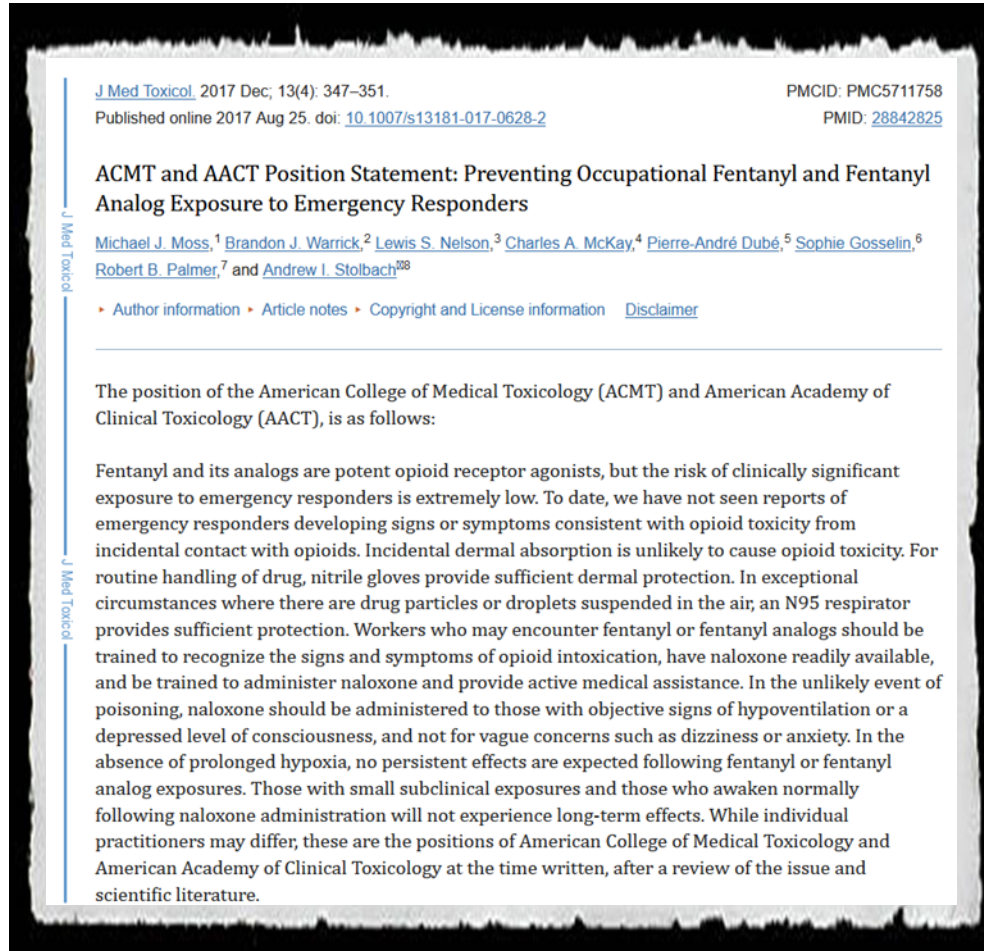 J Med Toxicol. 2017 Dec; 13(4): 347–351. PMCID: PMC5711758
Published online 2017 Aug 25. doi: 10.1007/s13181-017-0628-2 PMID: 28842825
ACMT and AACT Position Statement: Preventing Occupational Fentanyl and Fentanyl
Analog Exposure to Emergency Responders
Michael J. Moss,1 Brandon J. Warrick,2 Lewis S. Nelson,3 Charles A. McKay,4 Pierre-André Dubé,5 Sophie Gosselin,6
Robert B. Palmer,7 and Andrew I. Stolbach✉8
▸ Author information ▸ Article notes ▸ Copyright and License information Disclaimer
The position of the American College of Medical Toxicology (ACMT) and American Academy of
Clinical Toxicology (AACT), is as follows:
Fentanyl and its analogs are potent opioid receptor agonists, but the risk of clinically significant
exposure to emergency responders is extremely low. To date, we have not seen reports of
emergency responders developing signs or symptoms consistent with opioid toxicity from
incidental contact with opioids. Incidental dermal absorption is unlikely to cause opioid toxicity. For
routine handling of drug, nitrile gloves provide sufficient dermal protection. In exceptional
circumstances where there are drug particles or droplets suspended in the air, an N95 respirator
provides sufficient protection. Workers who may encounter fentanyl or fentanyl analogs should be
trained to recognize the signs and symptoms of opioid intoxication, have naloxone readily available,
and be trained to administer naloxone and provide active medical assistance. In the unlikely event of
poisoning, naloxone should be administered to those with objective signs of hypoventilation or a
depressed level of consciousness, and not for vague concerns such as dizziness or anxiety. In the
absence of prolonged hypoxia, no persistent effects are expected following fentanyl or fentanyl
analog exposures. Those with small subclinical exposures and those who awaken normally
following naloxone administration will not experience long-term effects. While individual
practitioners may differ, these are the positions of American College of Medical Toxicology and
American Academy of Clinical Toxicology at the time written, after a review of the issue and
scientific literature.
J Med Toxicol
J Med Toxicol